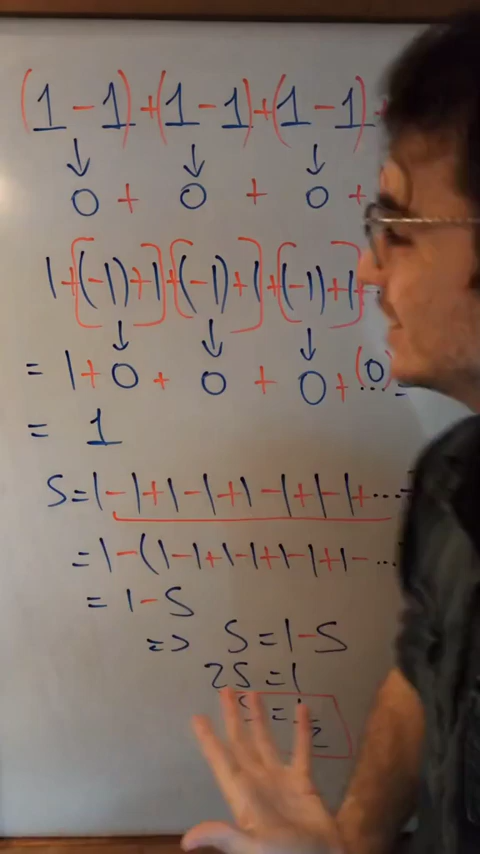 (1 - 1) + (1 - 1) + (1 - 1) +
↓ ↓ ↓
0 + 0 + 0 +
1 + [(-1) + 1] + [(-1) + 1] + [(-1) + 1] + ...
↓ ↓ ↓
= 1 + 0 + 0 + 0 + (0) ... =
= 1
S = 1 - 1 + 1 - 1 + 1 - 1 + 1 - 1 + ...
= 1 - (1 - 1 + 1 - 1 + 1 - 1 + 1 - ...
= 1 - S
=> S = 1 - S
2S = 1
S = 1/2